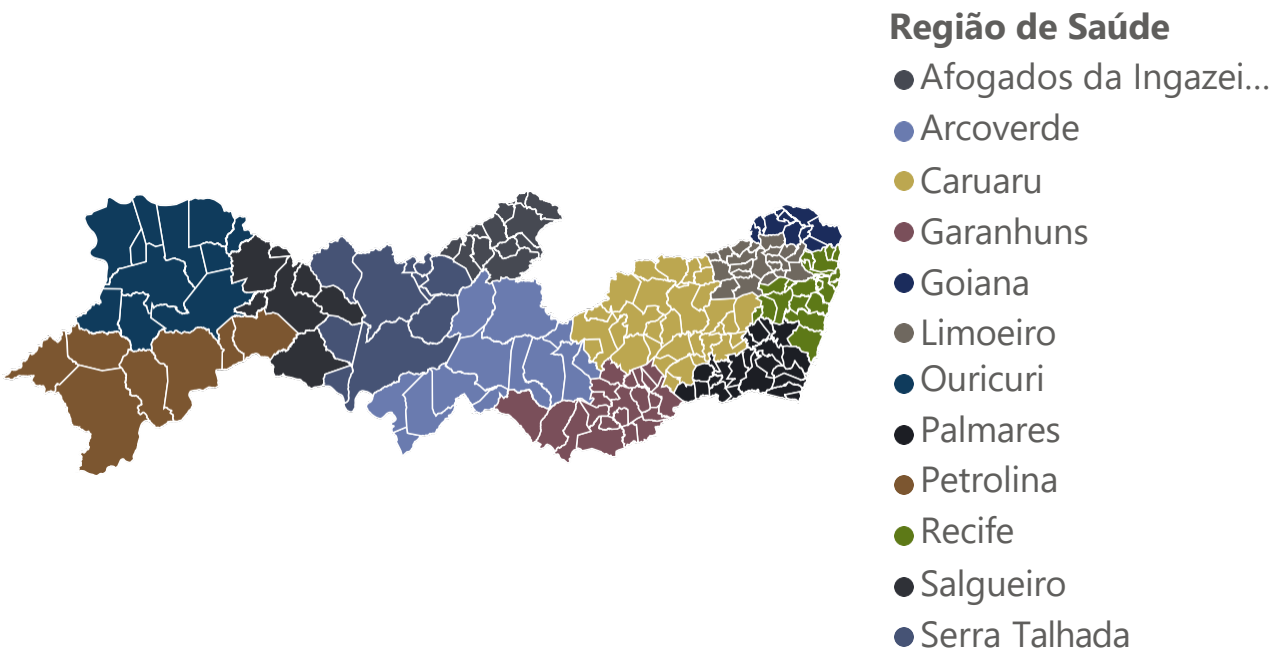 Região de Saúde
Afogados da Ingazei...
Arcoverde
Caruaru
Garanhuns
Goiana
Limoeiro
Ouricuri
Palmares
Petrolina
Recife
Salgueiro
Serra Talhada